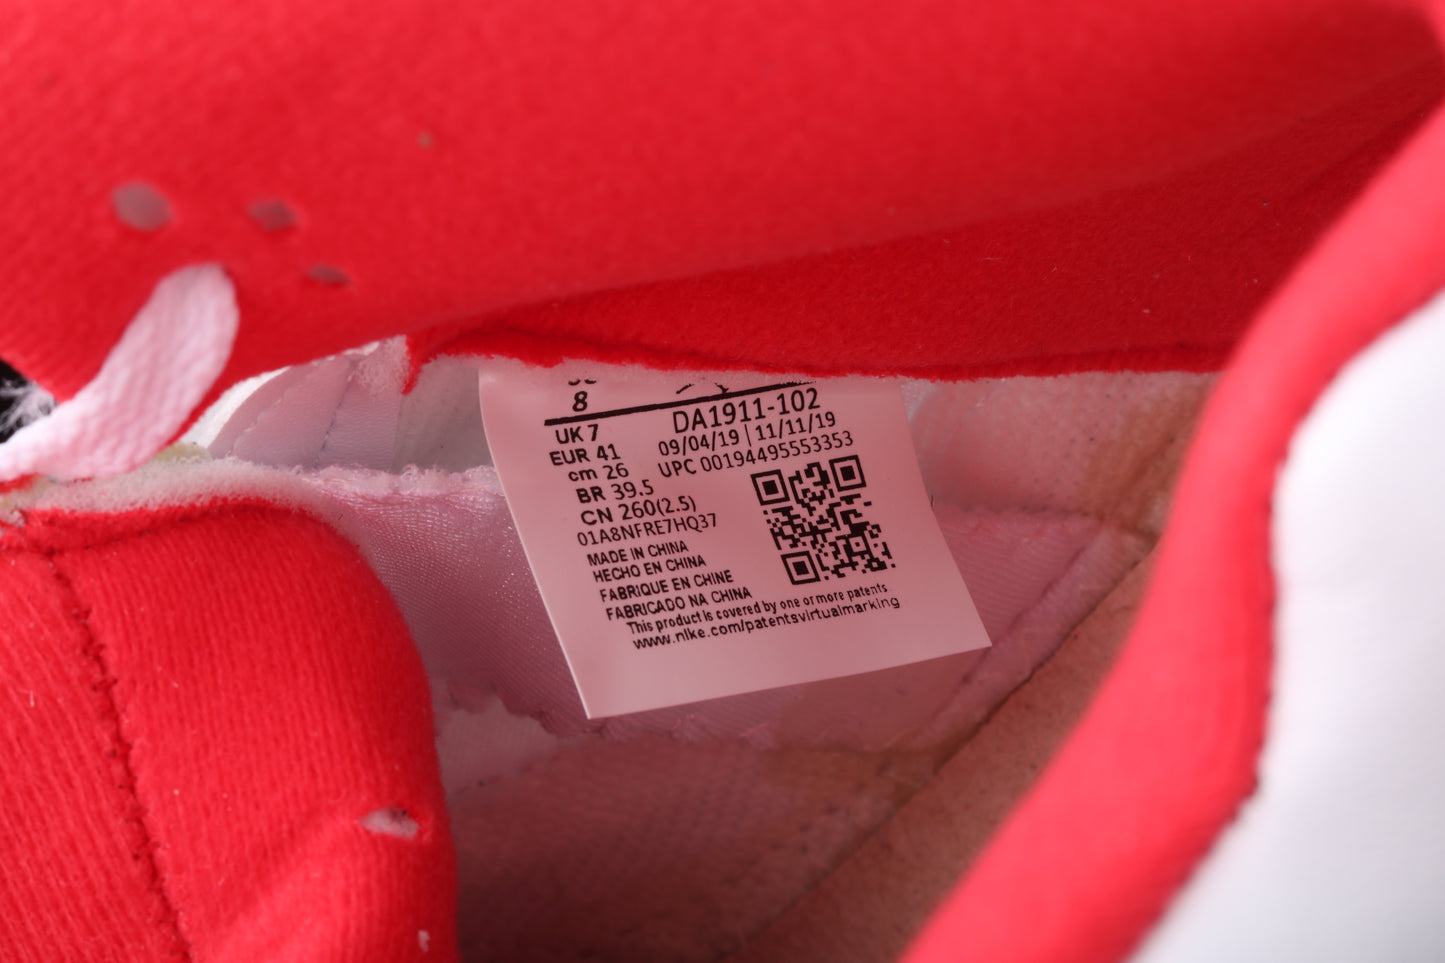 8
DA1911-102
UK 7
09/04/19 | 11/11/19
EUR 41
UPC 00194495553353
cm 26
BR 39.5
CN 260(2.5)
01A8NFRE7HQ37
MADE IN CHINA
HECHO EN CHINA
FABRIQUE EN CHINE
FABRICADO NA CHINA
This product is covered by one or more patents
www.nike.com/patentsvirtualmarking